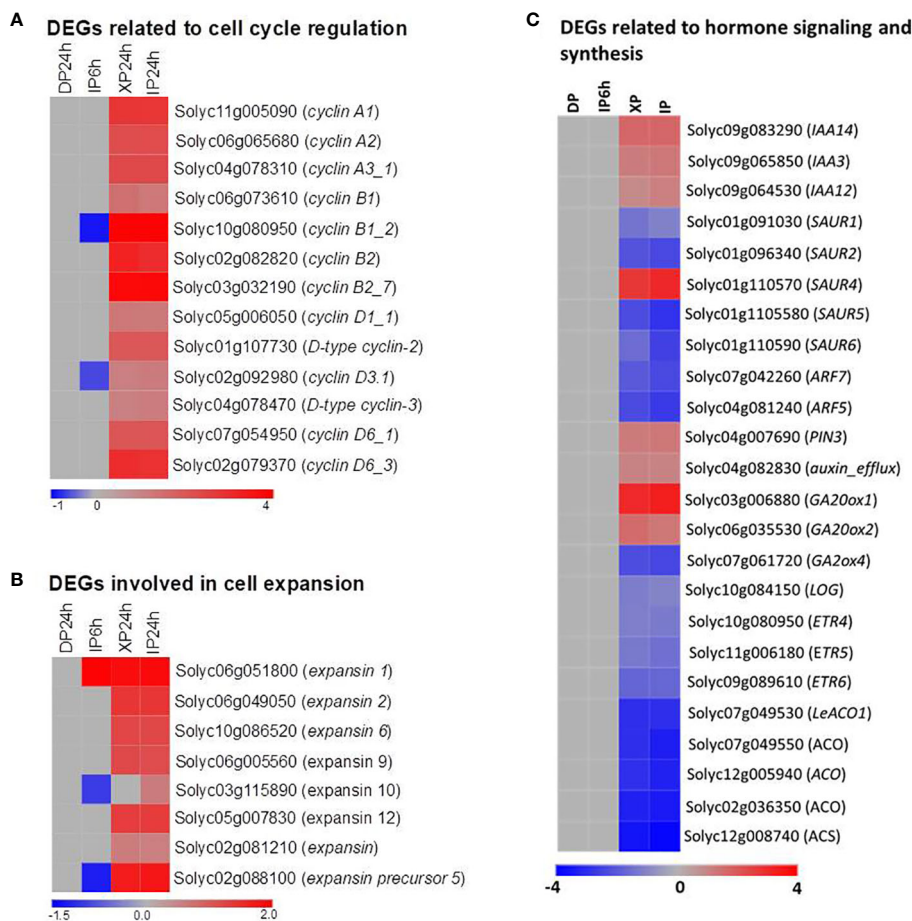 A
DEGs related to cell cycle regulation
DP24h
IP6h
XP24h
IP24h
Solyc11g005090 (cyclin A1)
Solyc06g065680 (cyclin A2)
Solyc04g078310 (cyclin A3_1)
Solyc06g073610 (cyclin B1)
Solyc10g080950 (cyclin B1_2)
Solyc02g082820 (cyclin B2)
Solyc03g032190 (cyclin B2_7)
Solyc05g006050 (cyclin D1_1)
Solyc01g107730 (D-type cyclin-2)
Solyc02g092980 (cyclin D3.1)
Solyc04g078470 (D-type cyclin-3)
Solyc07g054950 (cyclin D6_1)
Solyc02g079370 (cyclin D6_3)
-1 0 4
B
DEGs involved in cell expansion
DP24h
IP6h
XP24h
IP24h
Solyc06g051800 (expansin 1)
Solyc06g049050 (expansin 2)
Solyc10g086520 (expansin 6)
Solyc06g005560 (expansin 9)
Solyc03g115890 (expansin 10)
Solyc05g007830 (expansin 12)
Solyc02g081210 (expansin)
Solyc02g088100 (expansin precursor 5)
-1.5 0.0 2.0
C
DEGs related to hormone signaling and
synthesis
DP
IP6h
XP
IP
Solyc09g083290 (IAA14)
Solyc09g065850 (IAA3)
Solyc09g064530 (IAA12)
Solyc01g091030 (SAUR1)
Solyc01g096340 (SAUR2)
Solyc01g110570 (SAUR4)
Solyc01g1105580 (SAUR5)
Solyc01g110590 (SAUR6)
Solyc07g042260 (ARF7)
Solyc04g081240 (ARF5)
Solyc04g007690 (PIN3)
Solyc04g082830 (auxin_efflux)
Solyc03g006880 (GA20ox1)
Solyc06g035530 (GA20ox2)
Solyc07g061720 (GA2ox4)
Solyc10g084150 (LOG)
Solyc10g080950 (ETR4)
Solyc11g006180 (ETR5)
Solyc09g089610 (ETR6)
Solyc07g049530 (LeACO1)
Solyc07g049550 (ACO)
Solyc12g005940 (ACO)
Solyc02g036350 (ACO)
Solyc12g008740 (ACS)
-4 0 4